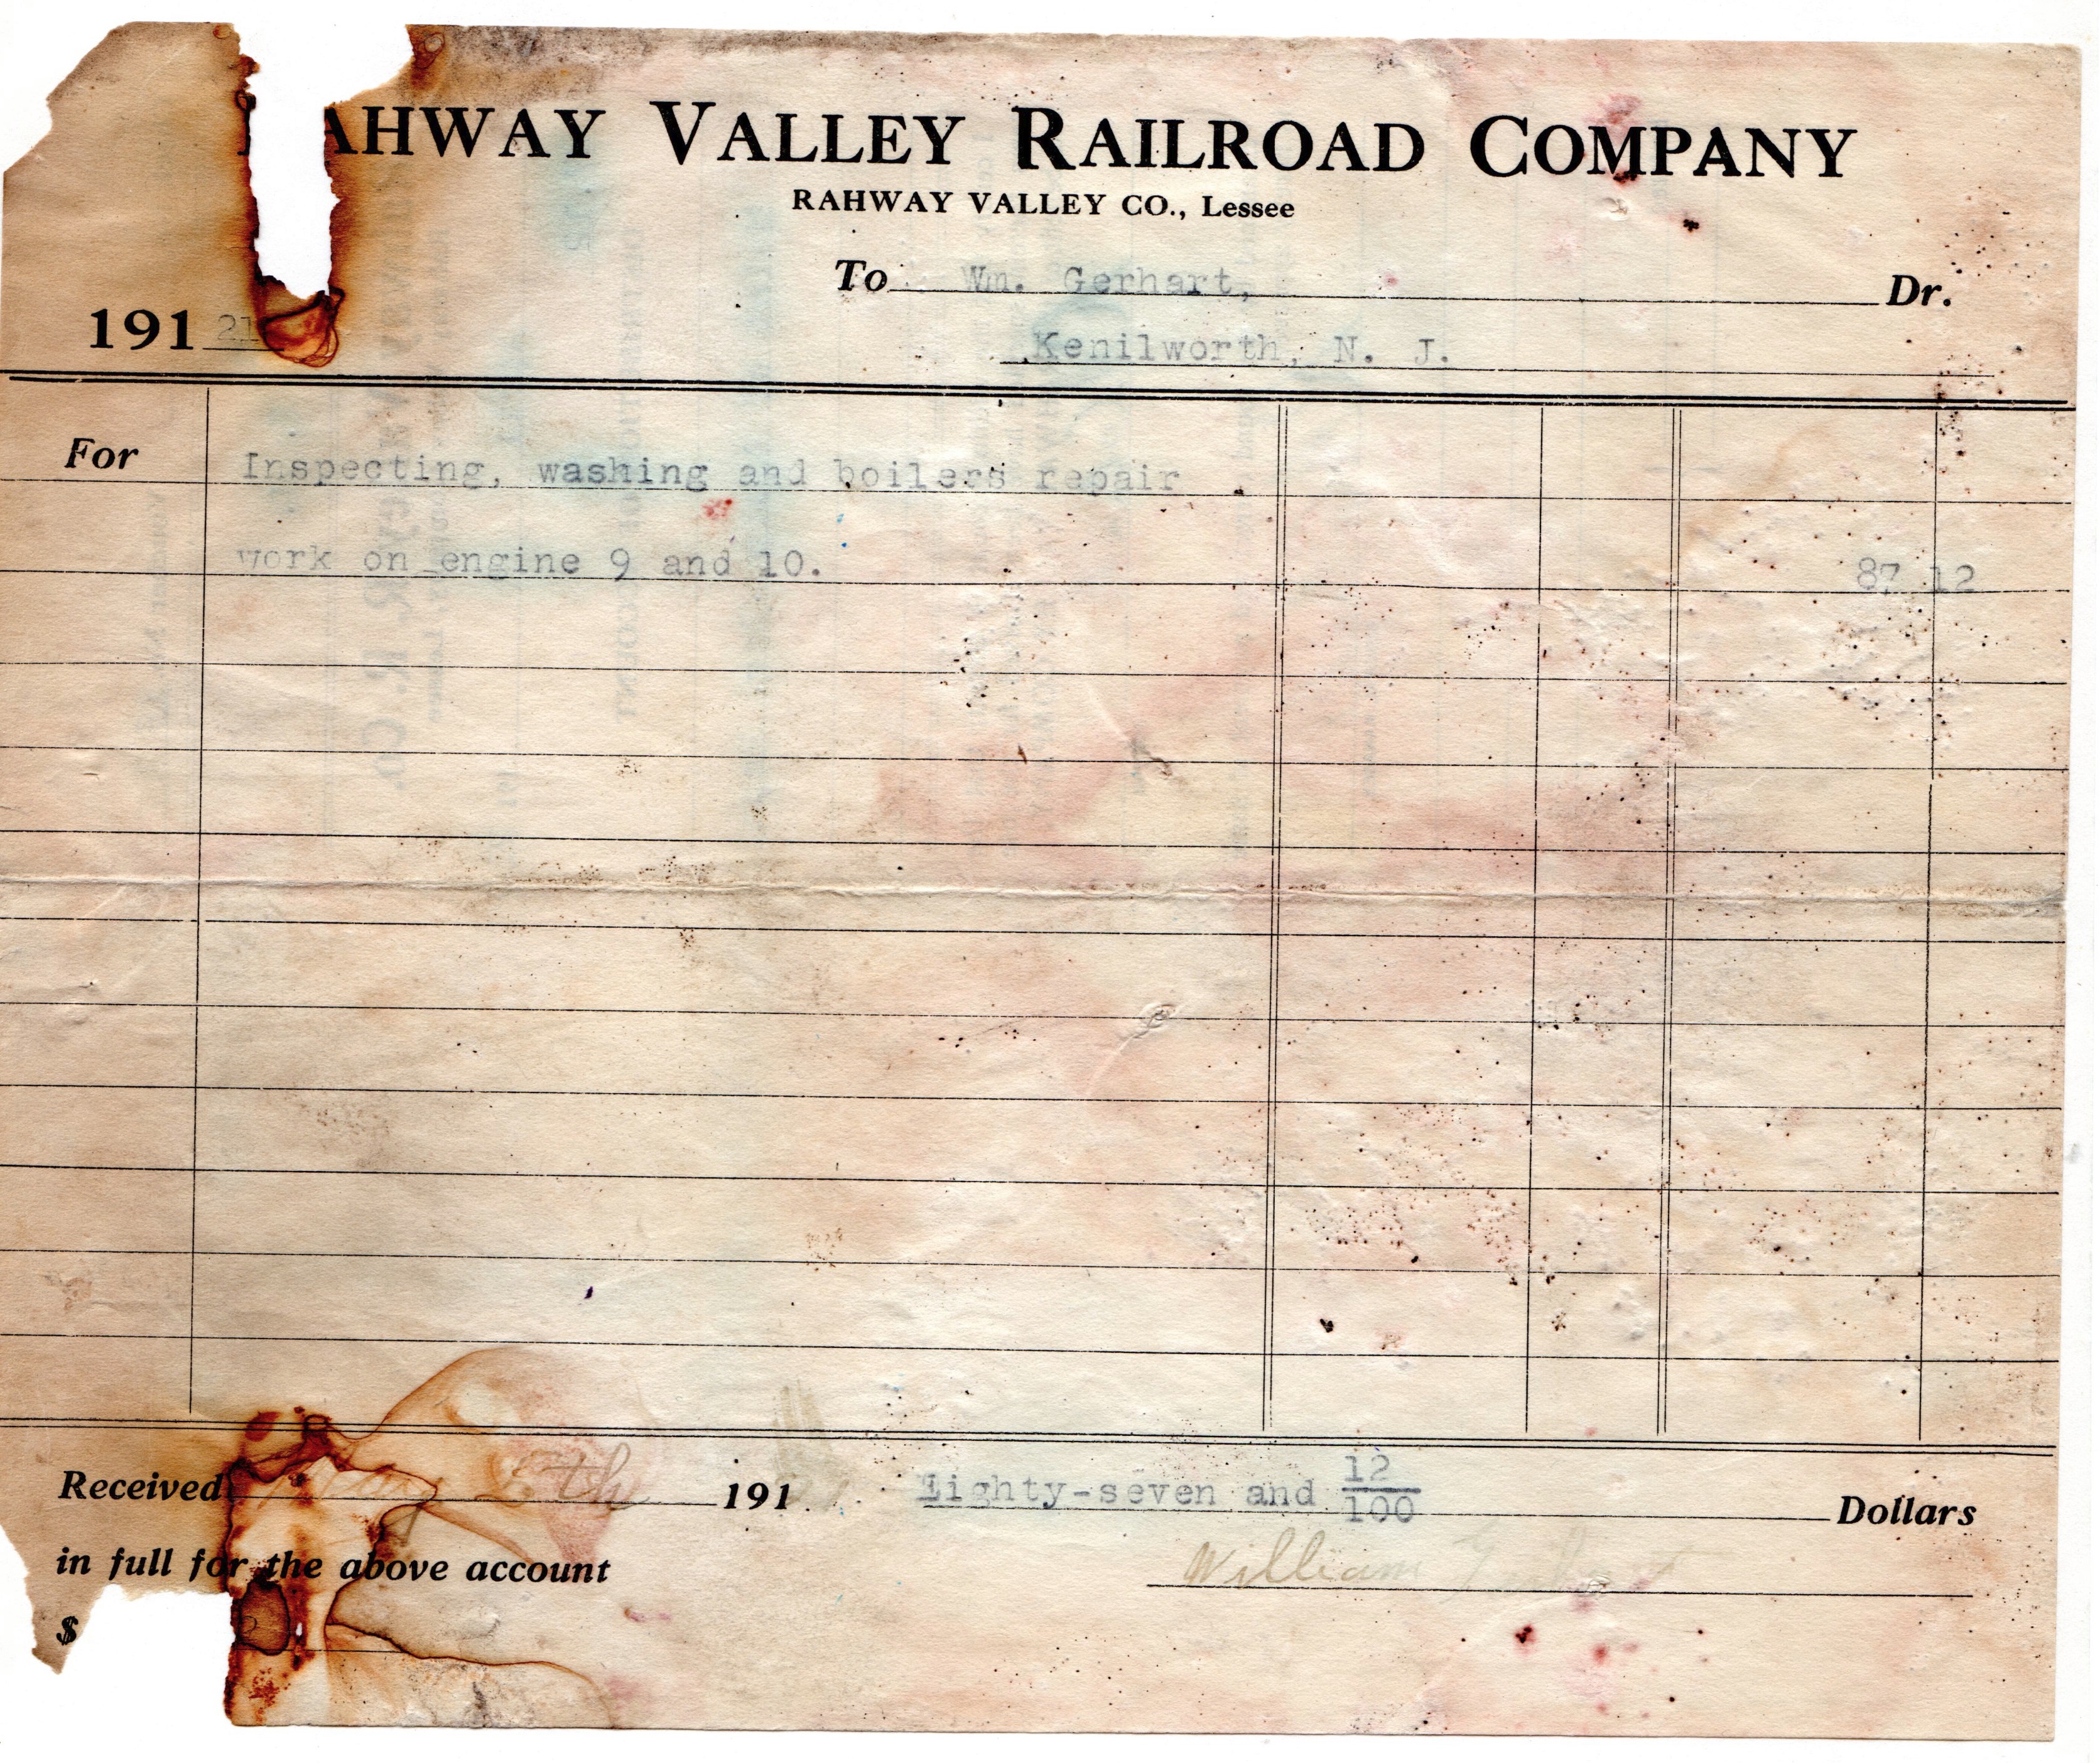 AHWAY VALLEY RAILROAD COMPANY
RAHWAY VALLEY CO., Lessee
To Wm. Gerhart, Dr.
191 21
Kenilworth, N. J.
For Inspecting, washing and boilers repair
work on engine 9 and 10. 87 12
Received 8th 191 Eighty-seven and 12/100 Dollars
in full for the above account
William
$